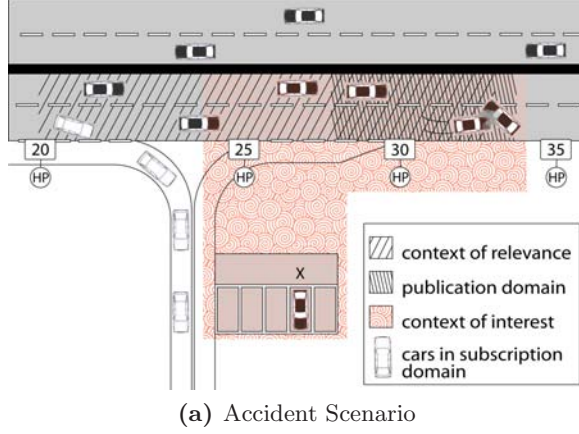 20 25 30 35
HP HP HP HP
X
context of relevance
publication domain
context of interest
cars in subscription
domain
(a) Accident Scenario